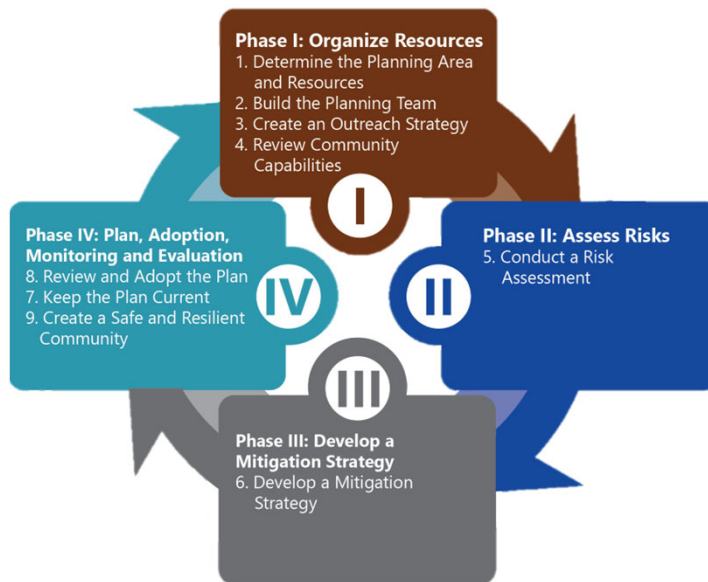 Phase I: Organize Resources
1. Determine the Planning Area
and Resources
2. Build the Planning Team
3. Create an Outreach Strategy
4. Review Community
Capabilities
I
Phase II: Assess Risks
5. Conduct a Risk
Assessment
II
Phase III: Develop a
Mitigation Strategy
6. Develop a Mitigation
Strategy
III
Phase IV: Plan, Adoption,
Monitoring and Evaluation
8. Review and Adopt the Plan
7. Keep the Plan Current
9. Create a Safe and Resilient
Community
IV